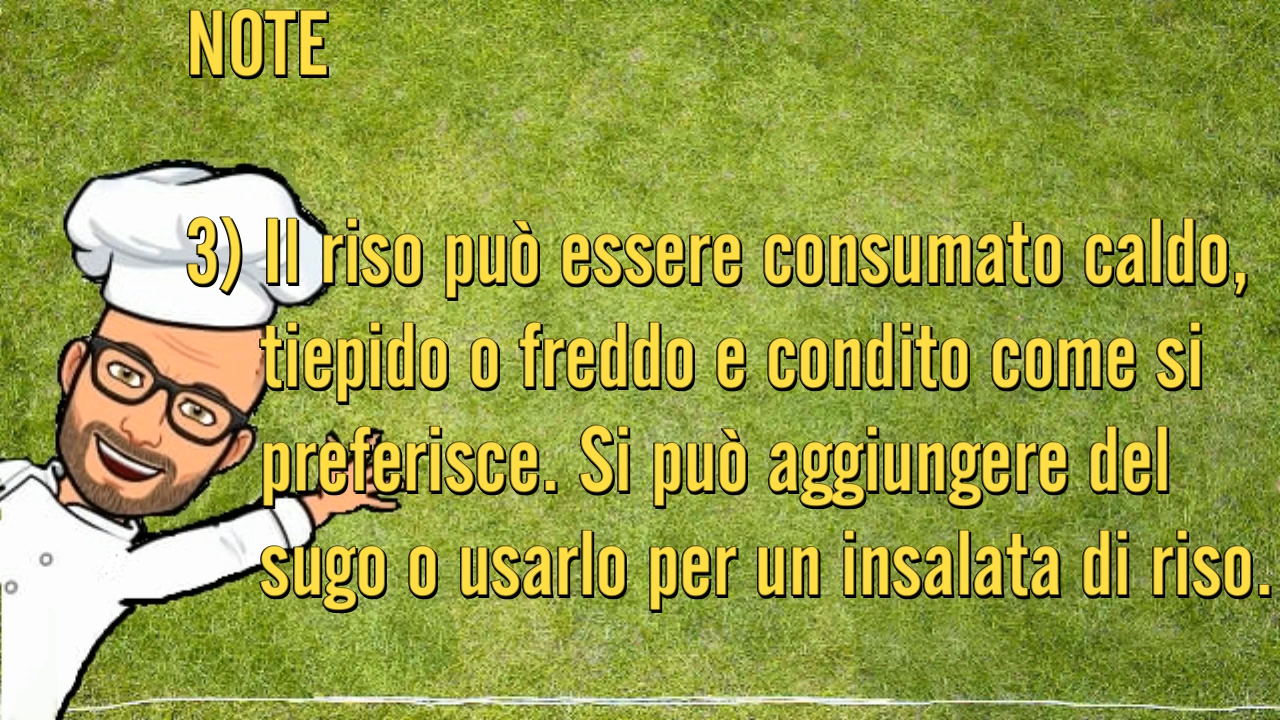 NOTE
3) Il riso può essere consumato caldo,
tiepido o freddo e condito come si
preferisce. Si può aggiungere del
sugo o usarlo per un insalata di riso.